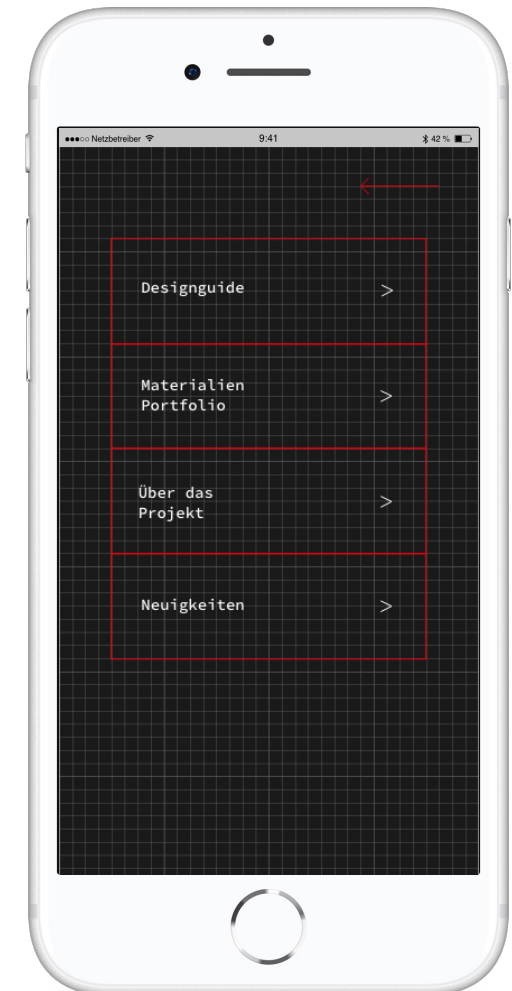 Netzbetreiber 9:41 42 %
Designguide >
Materialien
Portfolio >
Über das
Projekt >
Neuigkeiten >